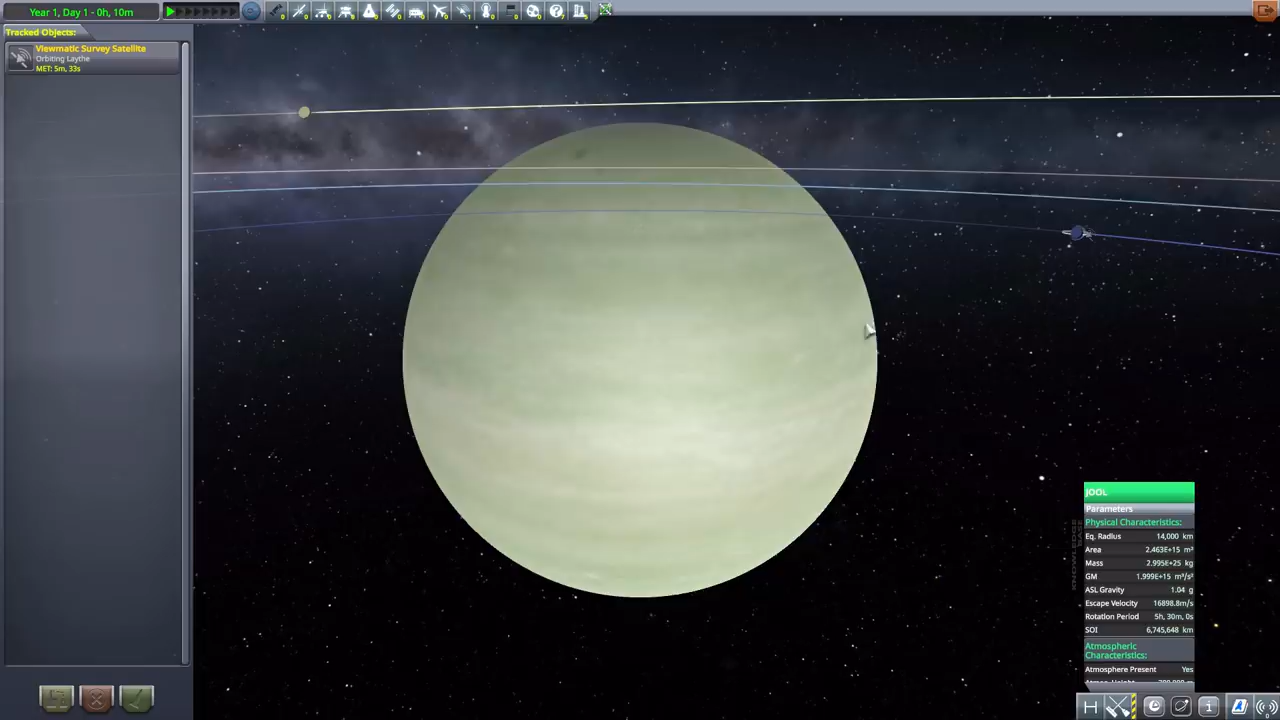 Year 1, Day 1 - 0h, 10m
Tracked Objects:
Viewmatic Survey Satellite
Orbiting Laythe
MET: 5m, 33s
JOOL
Parameters
Physical Characteristics:
Eq. Radius 14,000 km
Area 2.463E+15 m²
Mass 2.995E+25 kg
GM 1.999E+15 m³/s²
ASL Gravity 1.04 g
Escape Velocity 16898.8m/s
Rotation Period 5h, 30m, 0s
SOI 6,745,648 km
Atmospheric
Characteristics:
Atmosphere Present Yes
KNOWLEDGE BASE